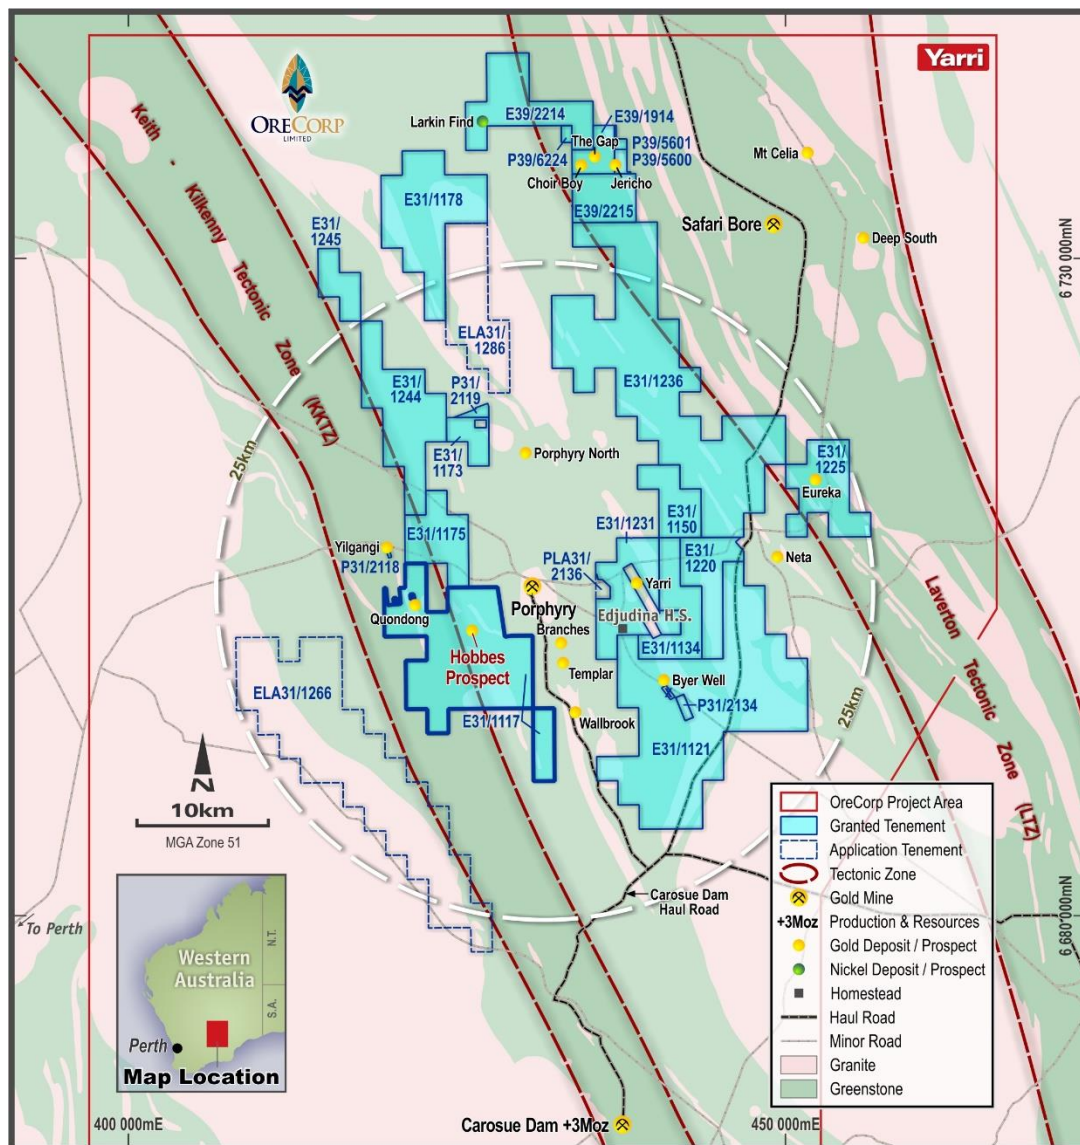 Yarri
ORECORP
LIMITED
Keith - Kilkenny Tectonic Zone (KKTZ)
Larkin Find
E39/2214
E39/1914
The Gap
P39/5601
P39/6224
P39/5600
Choir Boy
Jericho
Mt Celia
E31/1178
E39/2215
Safari Bore
Deep South
E31/
1245
6 730 000mN
ELA31/
1286
E31/
1244
P31/
2119
E31/1236
25km
E31/
1173
Porphyry North
E31/
1225
Eureka
E31/1175
E31/1231
E31/
1150
Yilgangi
P31/2118
PLA31/
2136
E31/
1220
Neta
Yarri
Quondong
Porphyry
Edjudina H.S.
Branches
Hobbes
Prospect
E31/1134
Laverton Tectonic Zone (LTZ)
ELA31/1266
Templar
Byer Well
P31/2134
E31/1117
Wallbrook
25km
E31/1121
N
10km
MGA Zone 51
OreCorp Project Area
Granted Tenement
Application Tenement
Tectonic Zone
Gold Mine
+3Moz Production & Resources
Gold Deposit / Prospect
Nickel Deposit / Prospect
Homestead
Haul Road
Minor Road
Granite
Greenstone
Carosue Dam
Haul Road
To Perth
6 680 000mN
Western
Australia
N.T.
S.A.
Perth
Map Location
400 000mE
Carosue Dam +3Moz
450 000mE